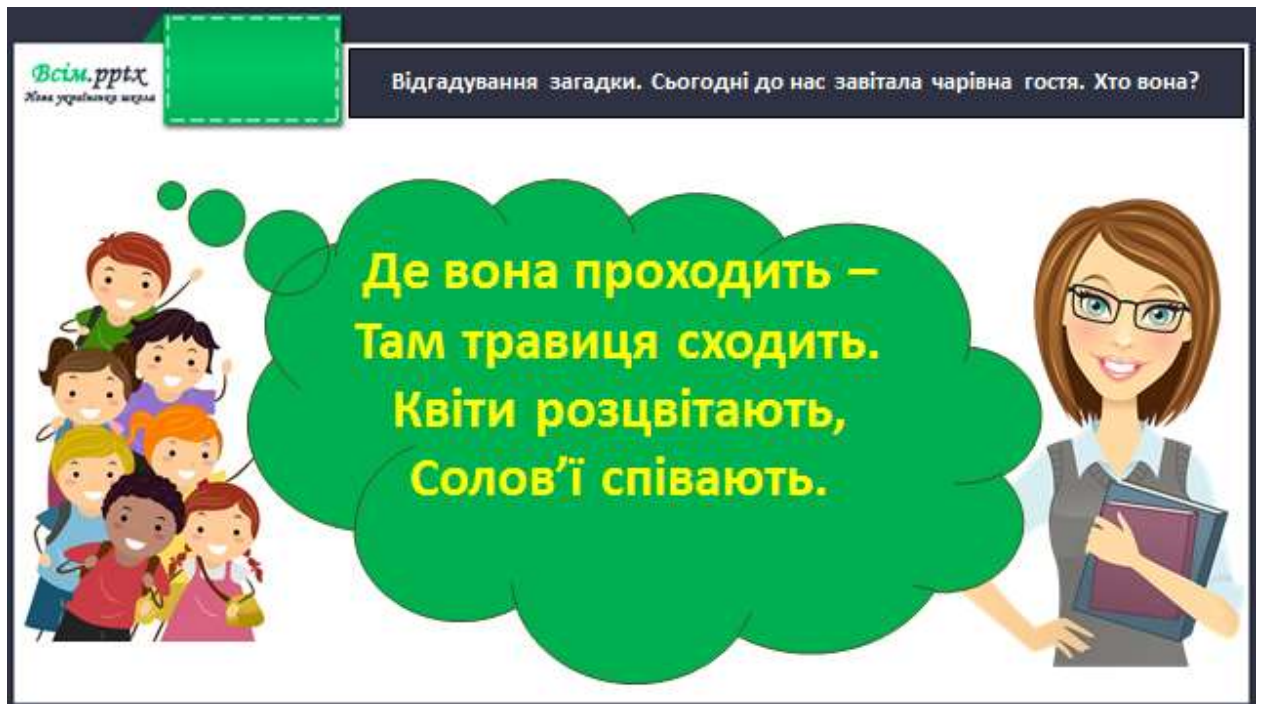 Всім.pptx
Нова українська школа
Відгадування загадки. Сьогодні до нас завітала чарівна гостя. Хто вона?
Де вона проходить –
Там травиця сходить.
Квіти розцвітають,
Солов’ї співають.